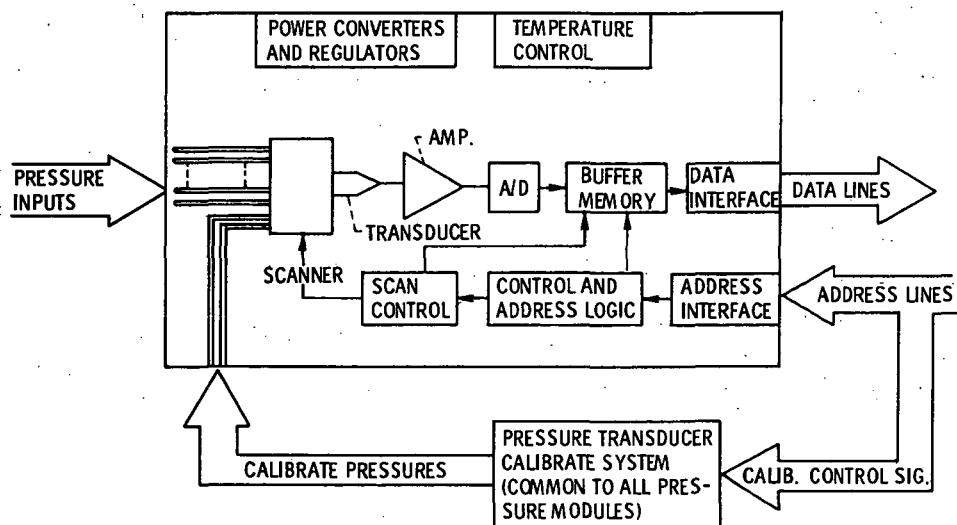 POWER CONVERTERS
AND REGULATORS
TEMPERATURE
CONTROL
AMP.
PRESSURE
INPUTS
A/D
BUFFER
MEMORY
DATA
INTERFACE
DATA LINES
TRANSDUCER
SCANNER
SCAN
CONTROL
CONTROL AND
ADDRESS LOGIC
ADDRESS
INTERFACE
ADDRESS LINES
PRESSURE TRANSDUCER
CALIBRATE SYSTEM
(COMMON TO ALL PRES-
SURE MODULES)
CALIBRATE PRESSURES
CALIB. CONTROL SIG.